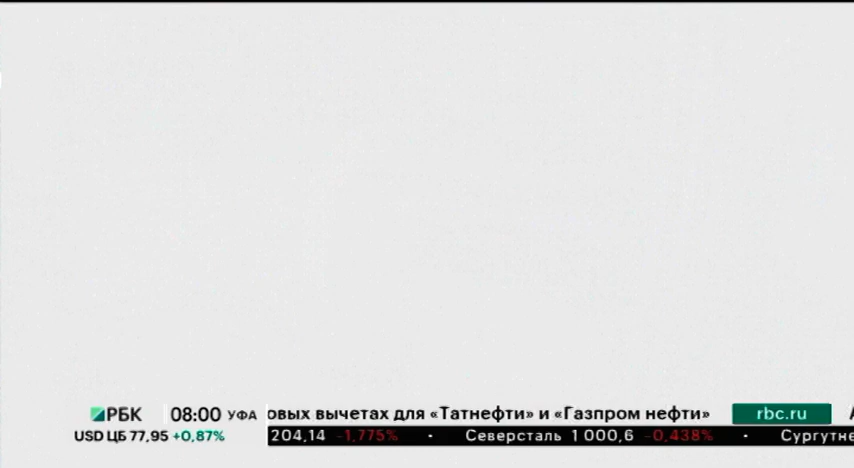 РБК 08:00 УФА овых вычетах для «Татнефти» и «Газпром нефти» rbc.ru
USD ЦБ 77,95 +0,87% 204,14 -1,775% · Северсталь 1 000,6 -0,438% · Сургутне